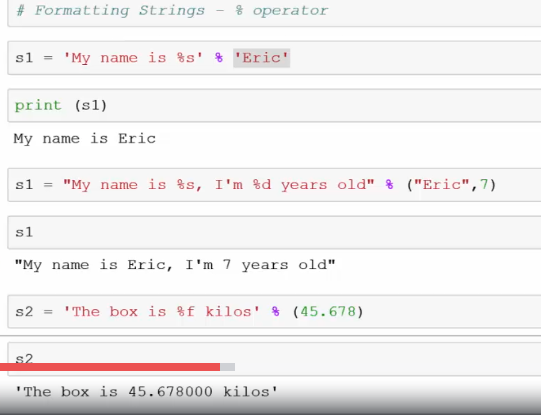 # Formatting Strings - % operator
s1 = 'My name is %s' % 'Eric'
print (s1)
My name is Eric
s1 = "My name is %s, I'm %d years old" % ("Eric",7)
s1
"My name is Eric, I'm 7 years old"
s2 = 'The box is %f kilos' % (45.678)
s2
'The box is 45.678000 kilos'